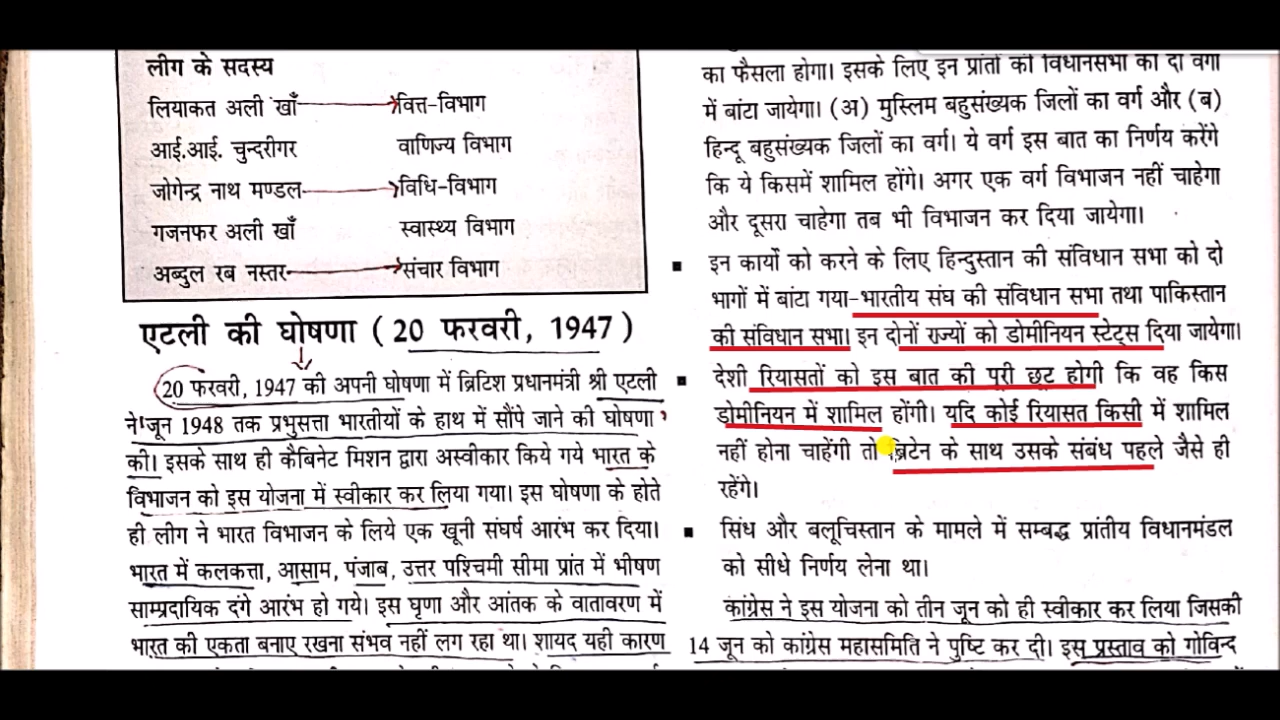 लीग के सदस्य
लियाकत अली खाँ वित्त-विभाग
आई.आई. चुन्दरीगर वाणिज्य विभाग
जोगेन्द्र नाथ मण्डल विधि-विभाग
गजनफर अली खाँ स्वास्थ्य विभाग
अब्दुल रब नस्तर संचार विभाग
एटली की घोषणा (20 फरवरी, 1947)
20 फरवरी, 1947 की अपनी घोषणा में ब्रिटिश प्रधानमंत्री श्री एटली
ने जून 1948 तक प्रभुसत्ता भारतीयों के हाथ में सौंपे जाने की घोषणा
की। इसके साथ ही कैबिनेट मिशन द्वारा अस्वीकार किये गये भारत के
विभाजन को इस योजना में स्वीकार कर लिया गया। इस घोषणा के होते
ही लीग ने भारत विभाजन के लिये एक खूनी संघर्ष आरंभ कर दिया।
भारत में कलकत्ता, आसाम, पंजाब, उत्तर पश्चिमी सीमा प्रांत में भीषण
साम्प्रदायिक दंगे आरंभ हो गये। इस घृणा और आंतक के वातावरण में
भारत की एकता बनाए रखना संभव नहीं लग रहा था। शायद यही कारण
का फैसला होगा। इसके लिए इन प्रांतों की विधानसभा को दो वर्गों
में बांटा जायेगा। (अ) मुस्लिम बहुसंख्यक जिलों का वर्ग और (ब)
हिन्दू बहुसंख्यक जिलों का वर्ग। ये वर्ग इस बात का निर्णय करेंगे
कि ये किसमें शामिल होंगे। अगर एक वर्ग विभाजन नहीं चाहेगा
और दूसरा चाहेगा तब भी विभाजन कर दिया जायेगा।
■ इन कार्यो को करने के लिए हिन्दुस्तान की संविधान सभा को दो
भागों में बांटा गया-भारतीय संघ की संविधान सभा तथा पाकिस्तान
की संविधान सभा। इन दोनों राज्यों को डोमीनियन स्टेट्स दिया जायेगा।
■ देशी रियासतों को इस बात की पूरी छूट होगी कि वह किस
डोमीनियन में शामिल होंगी। यदि कोई रियासत किसी में शामिल
नहीं होना चाहेंगी तो ब्रिटेन के साथ उसके संबंध पहले जैसे ही
रहेंगे।
■ सिंध और बलूचिस्तान के मामले में सम्बद्ध प्रांतीय विधानमंडल
को सीधे निर्णय लेना था।
कांग्रेस ने इस योजना को तीन जून को ही स्वीकार कर लिया जिसकी
14 जून को कांग्रेस महासमिति ने पुष्टि कर दी। इस प्रस्ताव को गोविन्द